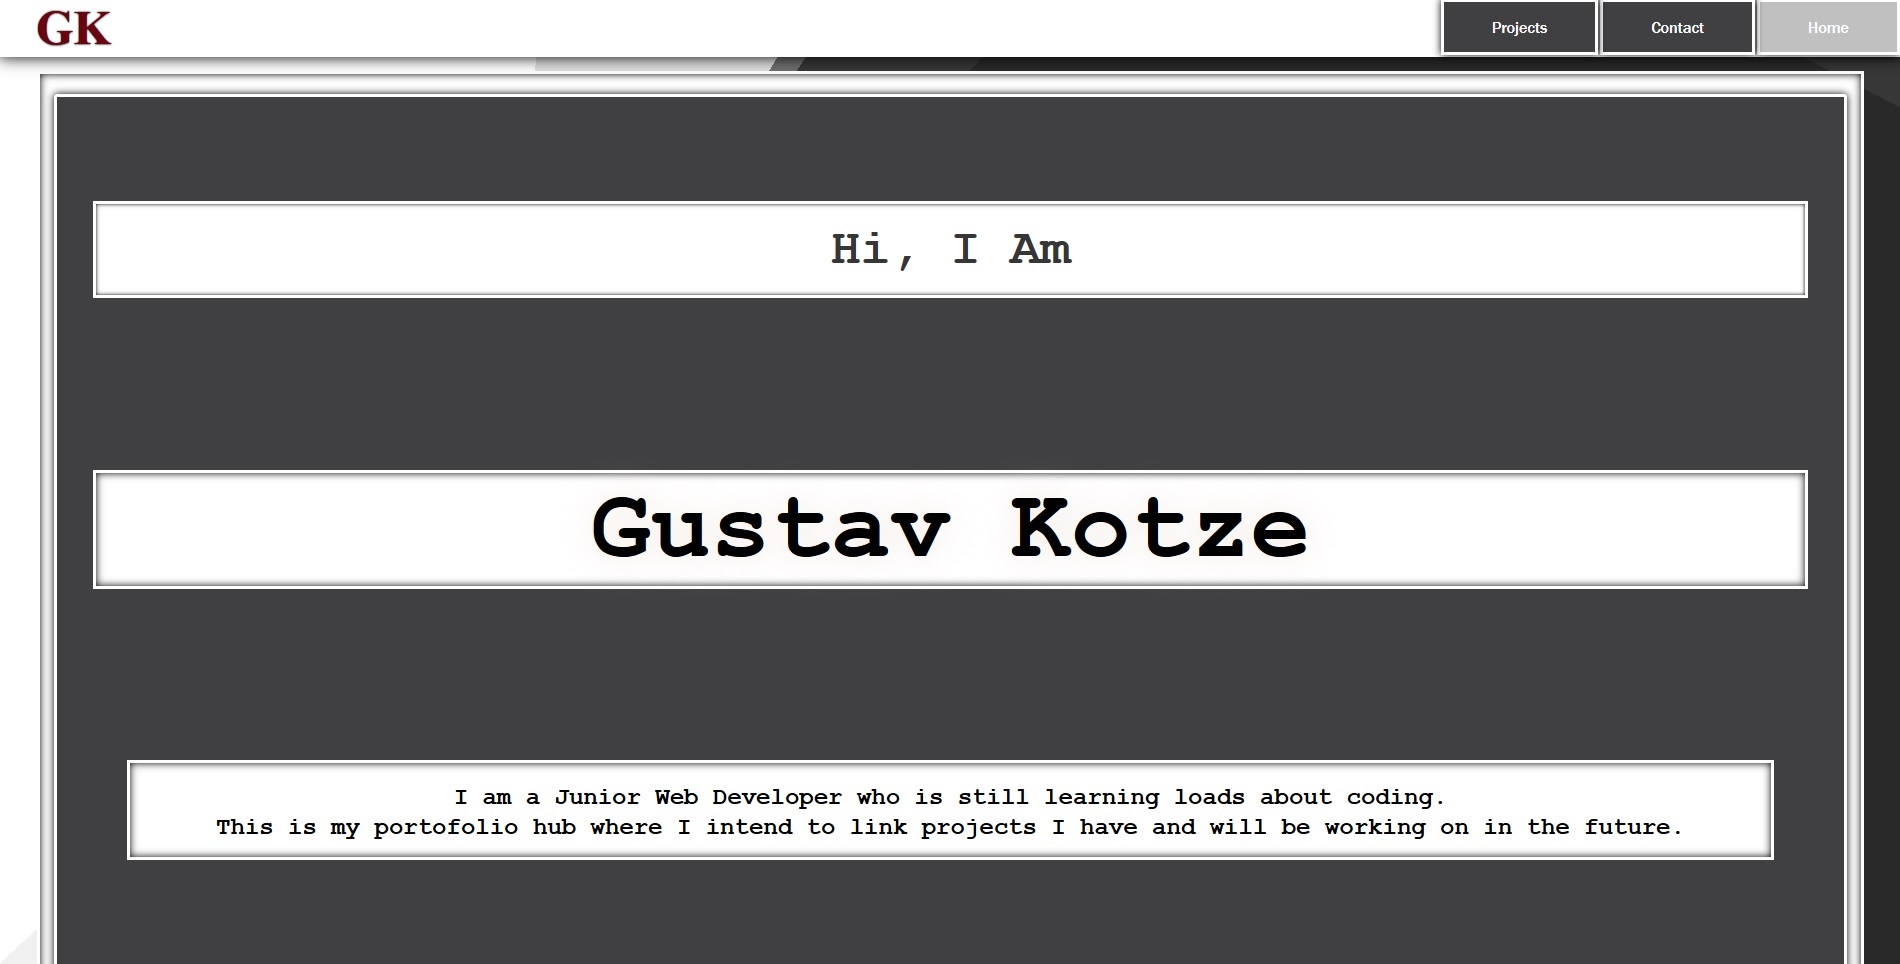 GK
Projects
Contact
Home
Hi, I Am
Gustav Kotze
I am a Junior Web Developer who is still learning loads about coding.
This is my portofolio hub where I intend to link projects I have and will be working on in the future.